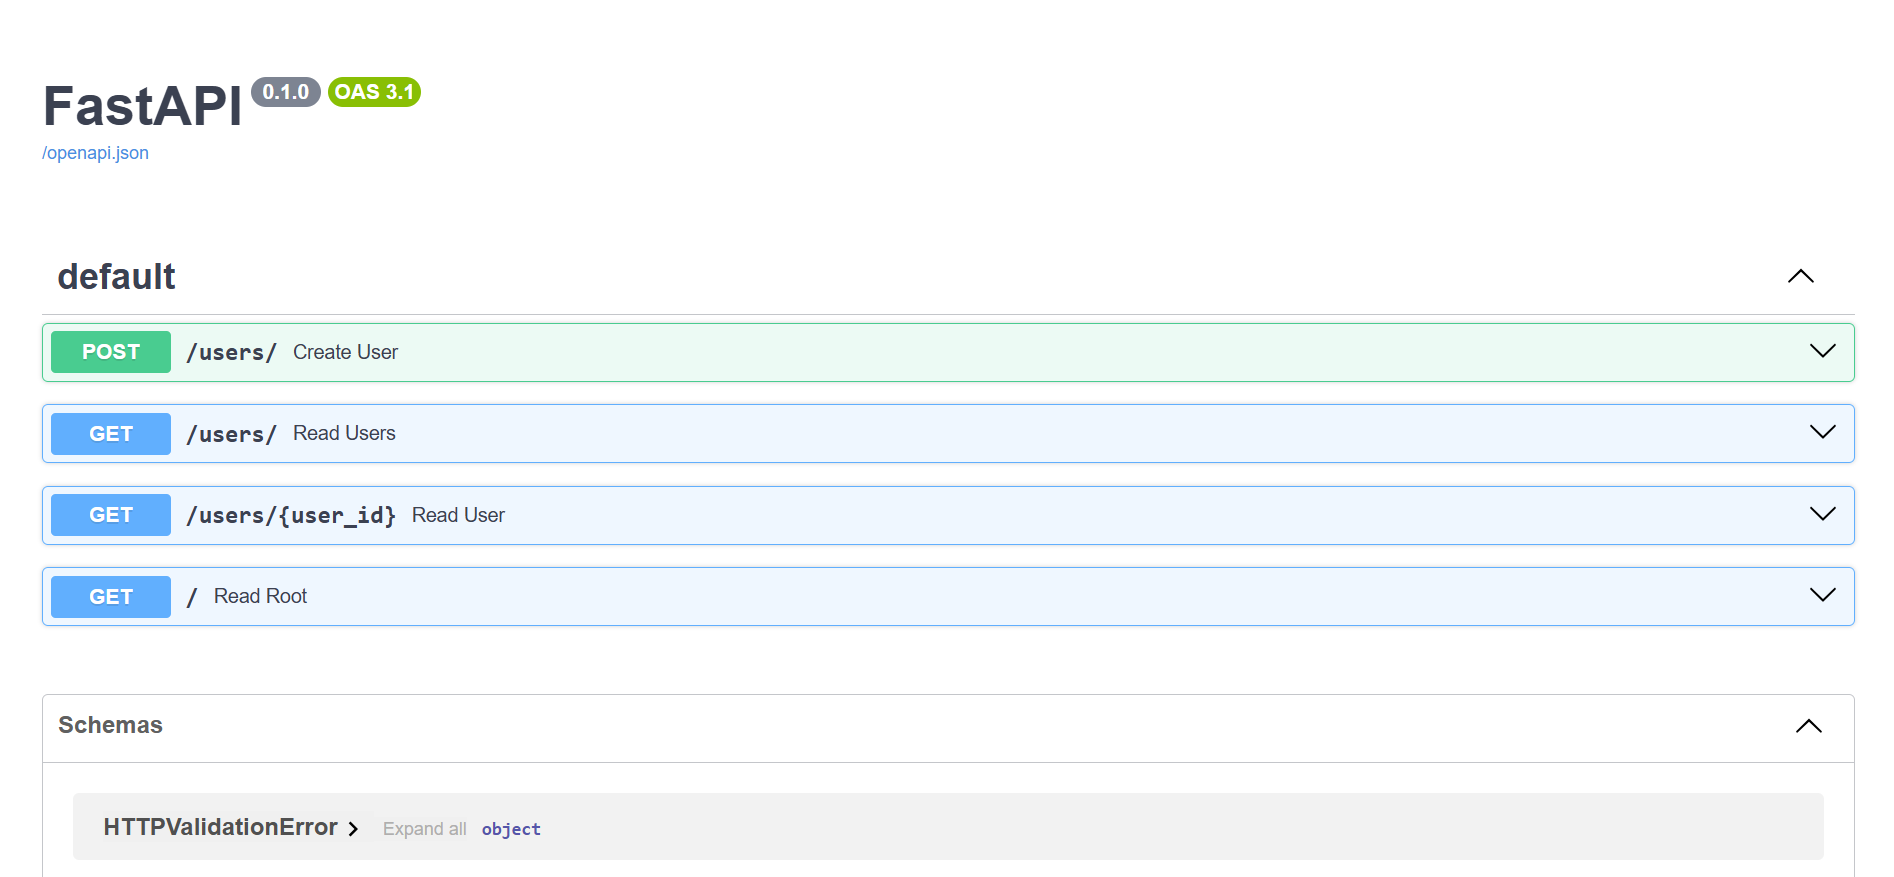 FastAPI 0.1.0 OAS 3.1
/openapi.json
default
POST /users/ Create User
GET /users/ Read Users
GET /users/{user_id} Read User
GET / Read Root
Schemas
HTTPValidationError Expand all object